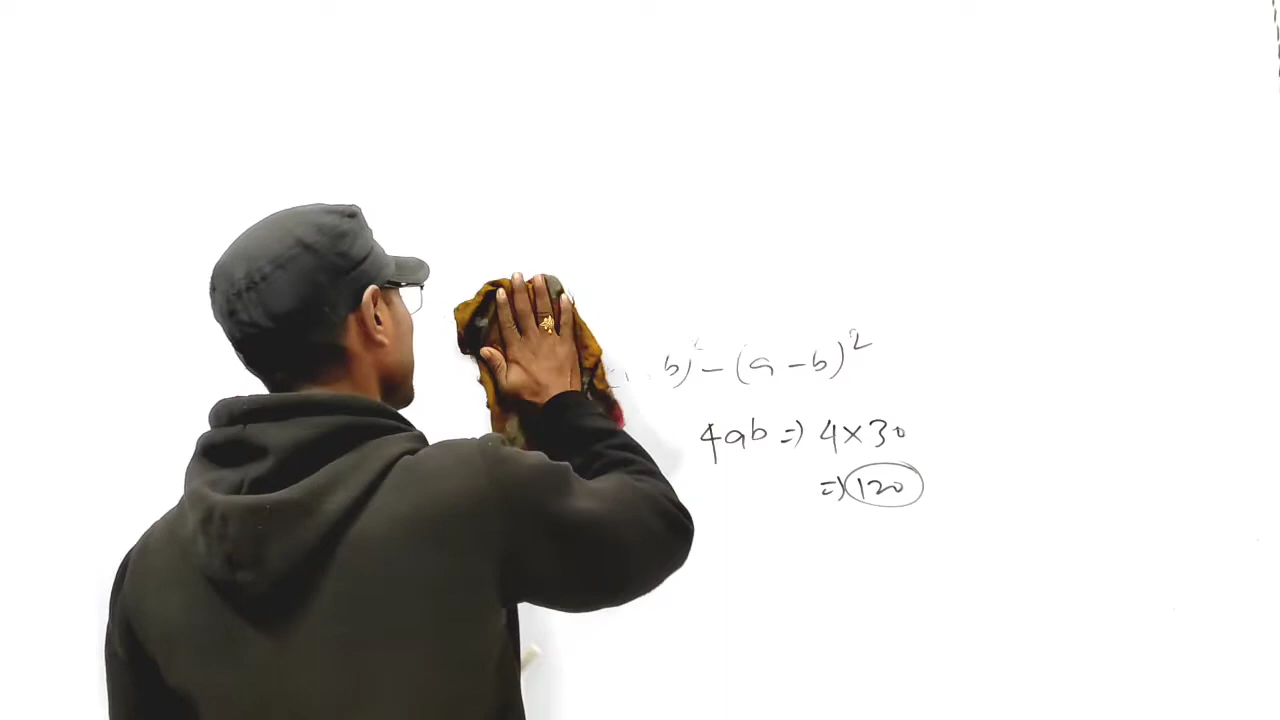 b)² - (a - b)²
4ab => 4×30
=> 120